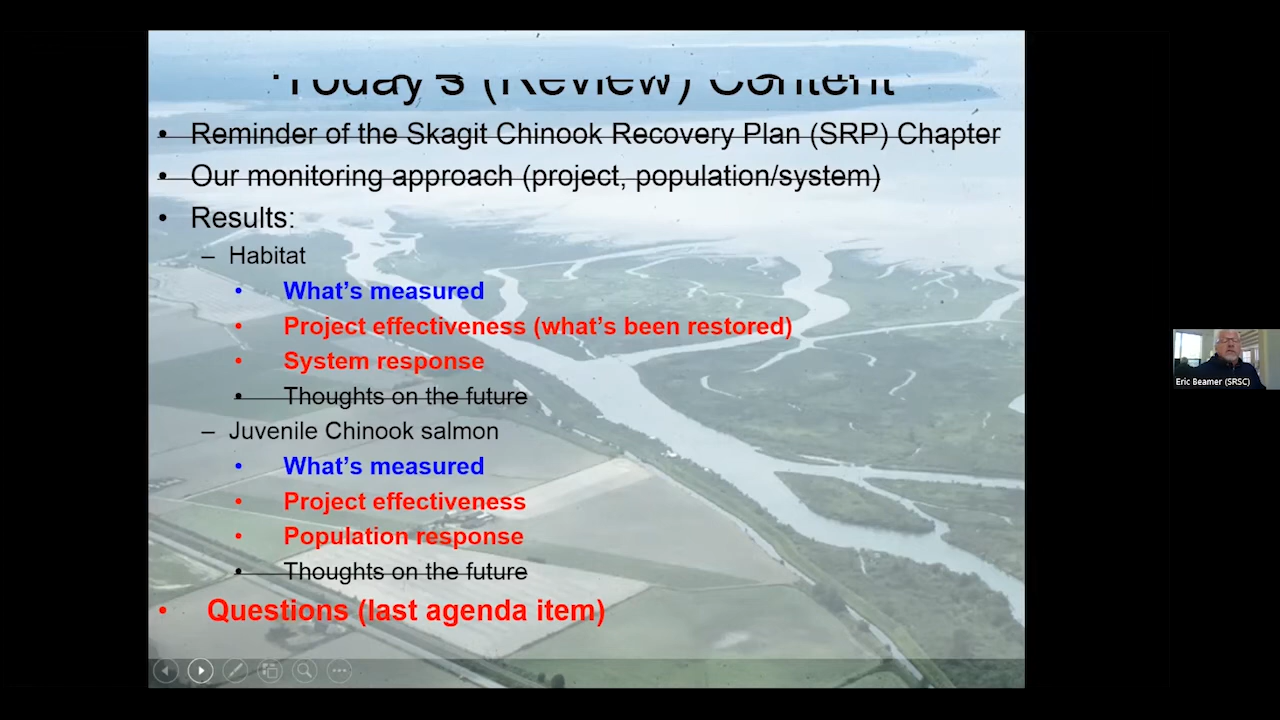 Today's (Review) Content
• Reminder of the Skagit Chinook Recovery Plan (SRP) Chapter
• Our monitoring approach (project, population/system)
• Results:
– Habitat
• What's measured
• Project effectiveness (what's been restored)
• System response
• Thoughts on the future
– Juvenile Chinook salmon
• What's measured
• Project effectiveness
• Population response
• Thoughts on the future
• Questions (last agenda item)
Eric Beamer (SRSC)